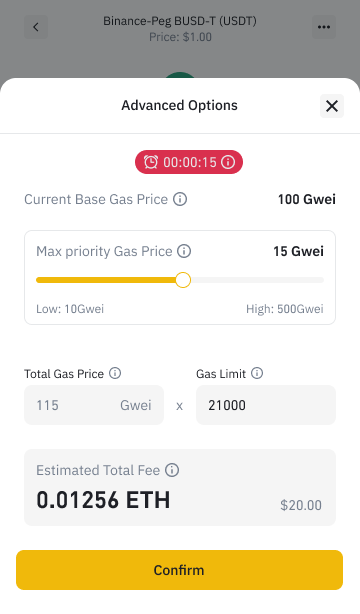 Binance-Peg BUSD-T (USDT)
Price: $1.00
Advanced Options
00:00:15
Current Base Gas Price 100 Gwei
Max priority Gas Price 15 Gwei
Low: 10Gwei High: 500Gwei
Total Gas Price Gas Limit
115 Gwei x 21000
Estimated Total Fee
0.01256 ETH $20.00
Confirm